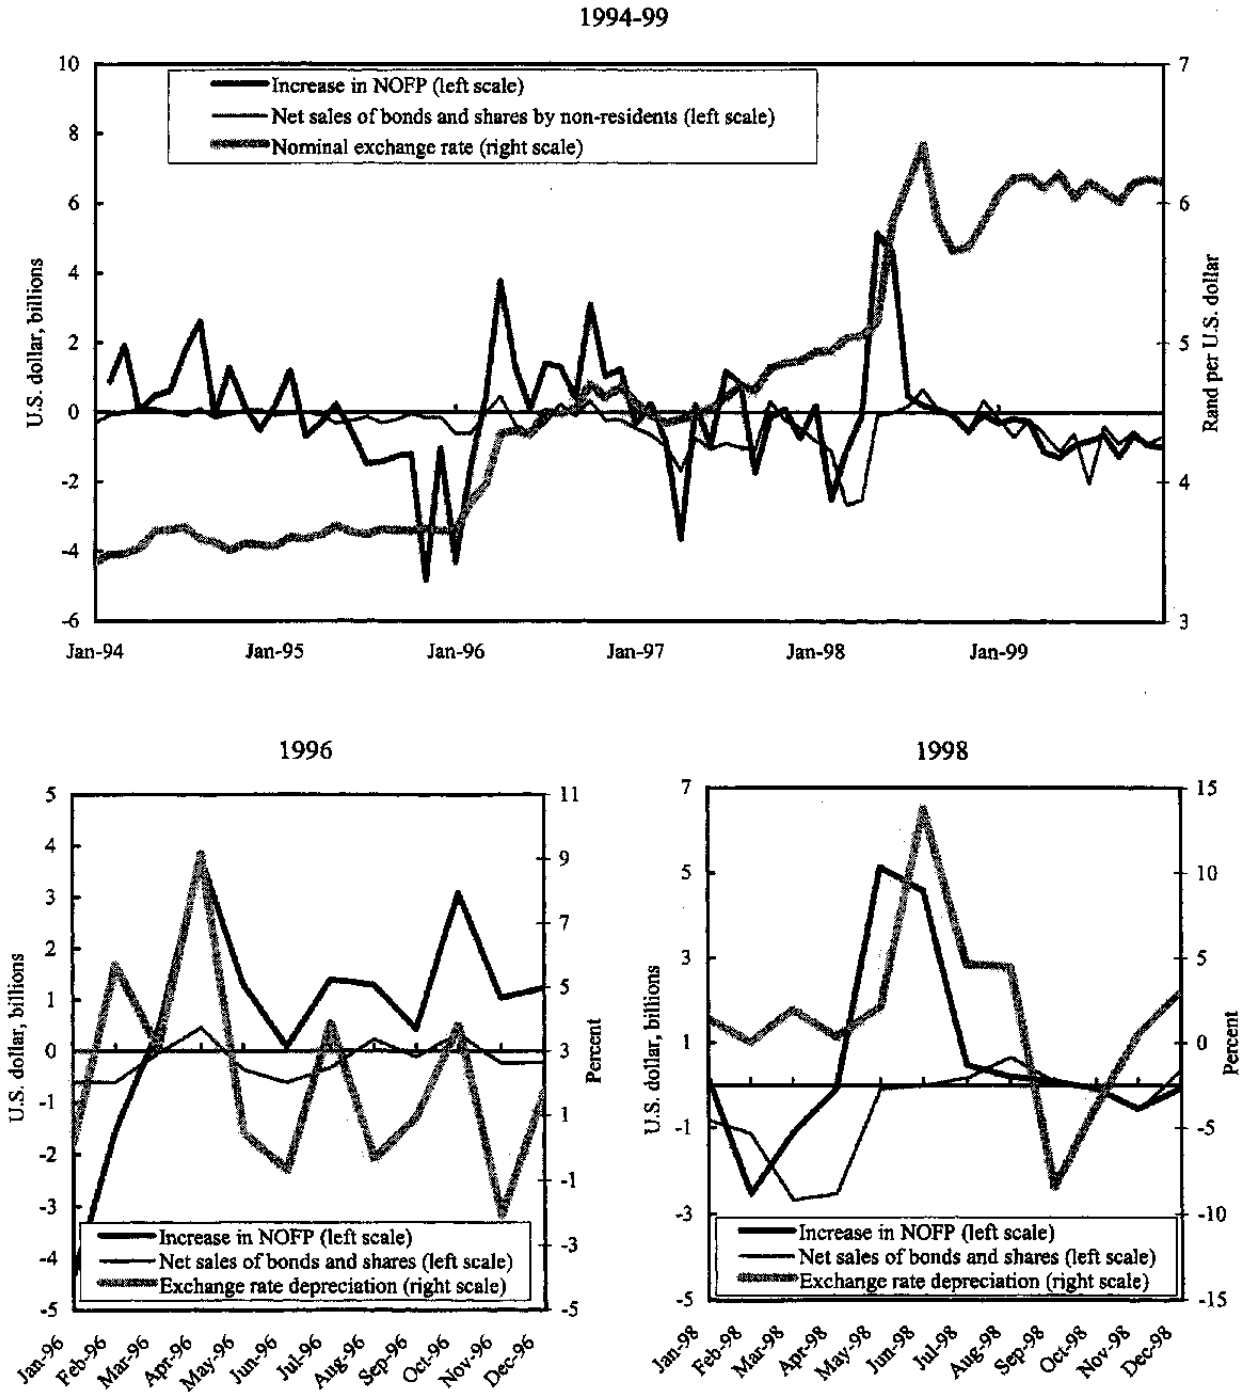 1994-99
10
8
6
4
2
0
-2
-4
-6
U.S. dollar, billions
Increase in NOFP (left scale)
Net sales of bonds and shares by non-residents (left scale)
Nominal exchange rate (right scale)
7
6
5
4
3
Rand per U.S. dollar
Jan-94 Jan-95 Jan-96 Jan-97 Jan-98 Jan-99
1996
5
4
3
2
1
0
-1
-2
-3
-4
-5
U.S. dollar, billions
11
9
7
5
3
1
-1
-3
-5
Percent
Increase in NOFP (left scale)
Net sales of bonds and shares (left scale)
Exchange rate depreciation (right scale)
Jan-96 Feb-96 Mar-96 Apr-96 May-96 Jun-96 Jul-96 Aug-96 Sep-96 Oct-96 Nov-96 Dec-96
1998
7
5
3
1
-1
-3
-5
U.S. dollar, billions
15
10
5
0
-5
-10
-15
Percent
Increase in NOFP (left scale)
Net sales of bonds and shares (left scale)
Exchange rate depreciation (right scale)
Jan-98 Feb-98 Mar-98 Apr-98 May-98 Jun-98 Jul-98 Aug-98 Sep-98 Oct-98 Nov-98 Dec-98